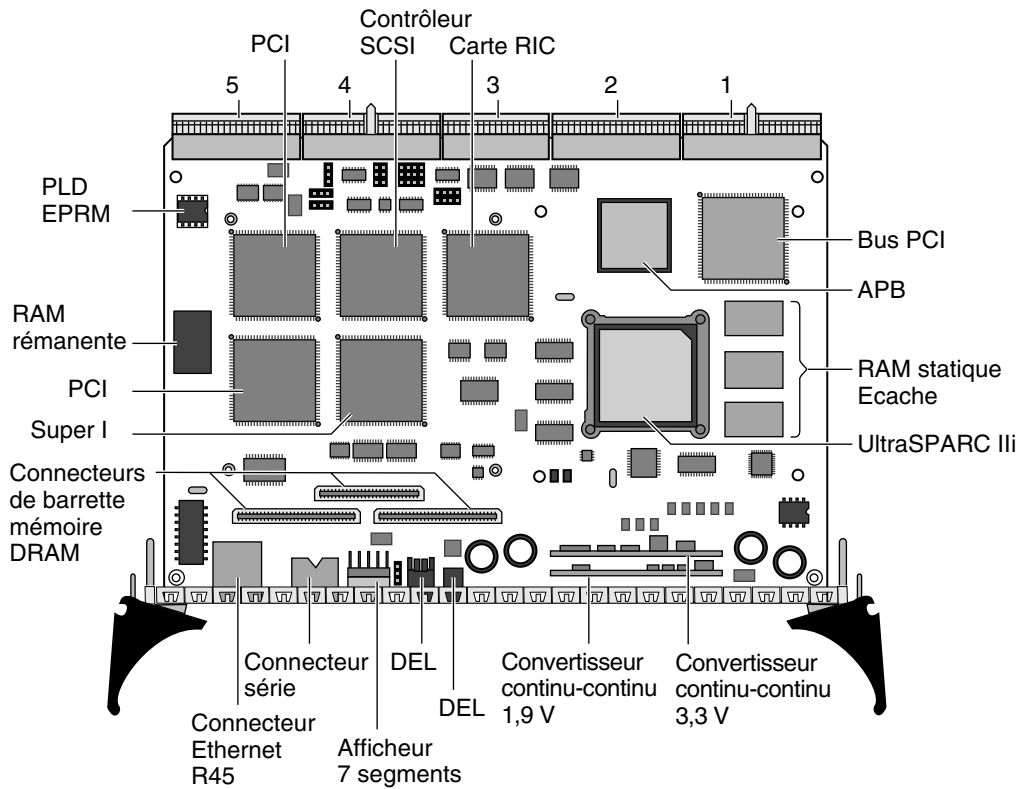 Contrôleur
SCSI
PCI
Carte RIC
5
4
3
2
1
PLD
EPRM
Bus PCI
APB
RAM
rémanente
RAM statique
Ecache
PCI
Super I
UltraSPARC IIi
Connecteurs
de barrette
mémoire
DRAM
Connecteur
série
DEL
DEL
Convertisseur
continu-continu
1,9 V
Convertisseur
continu-continu
3,3 V
Connecteur
Ethernet
R45
Afficheur
7 segments